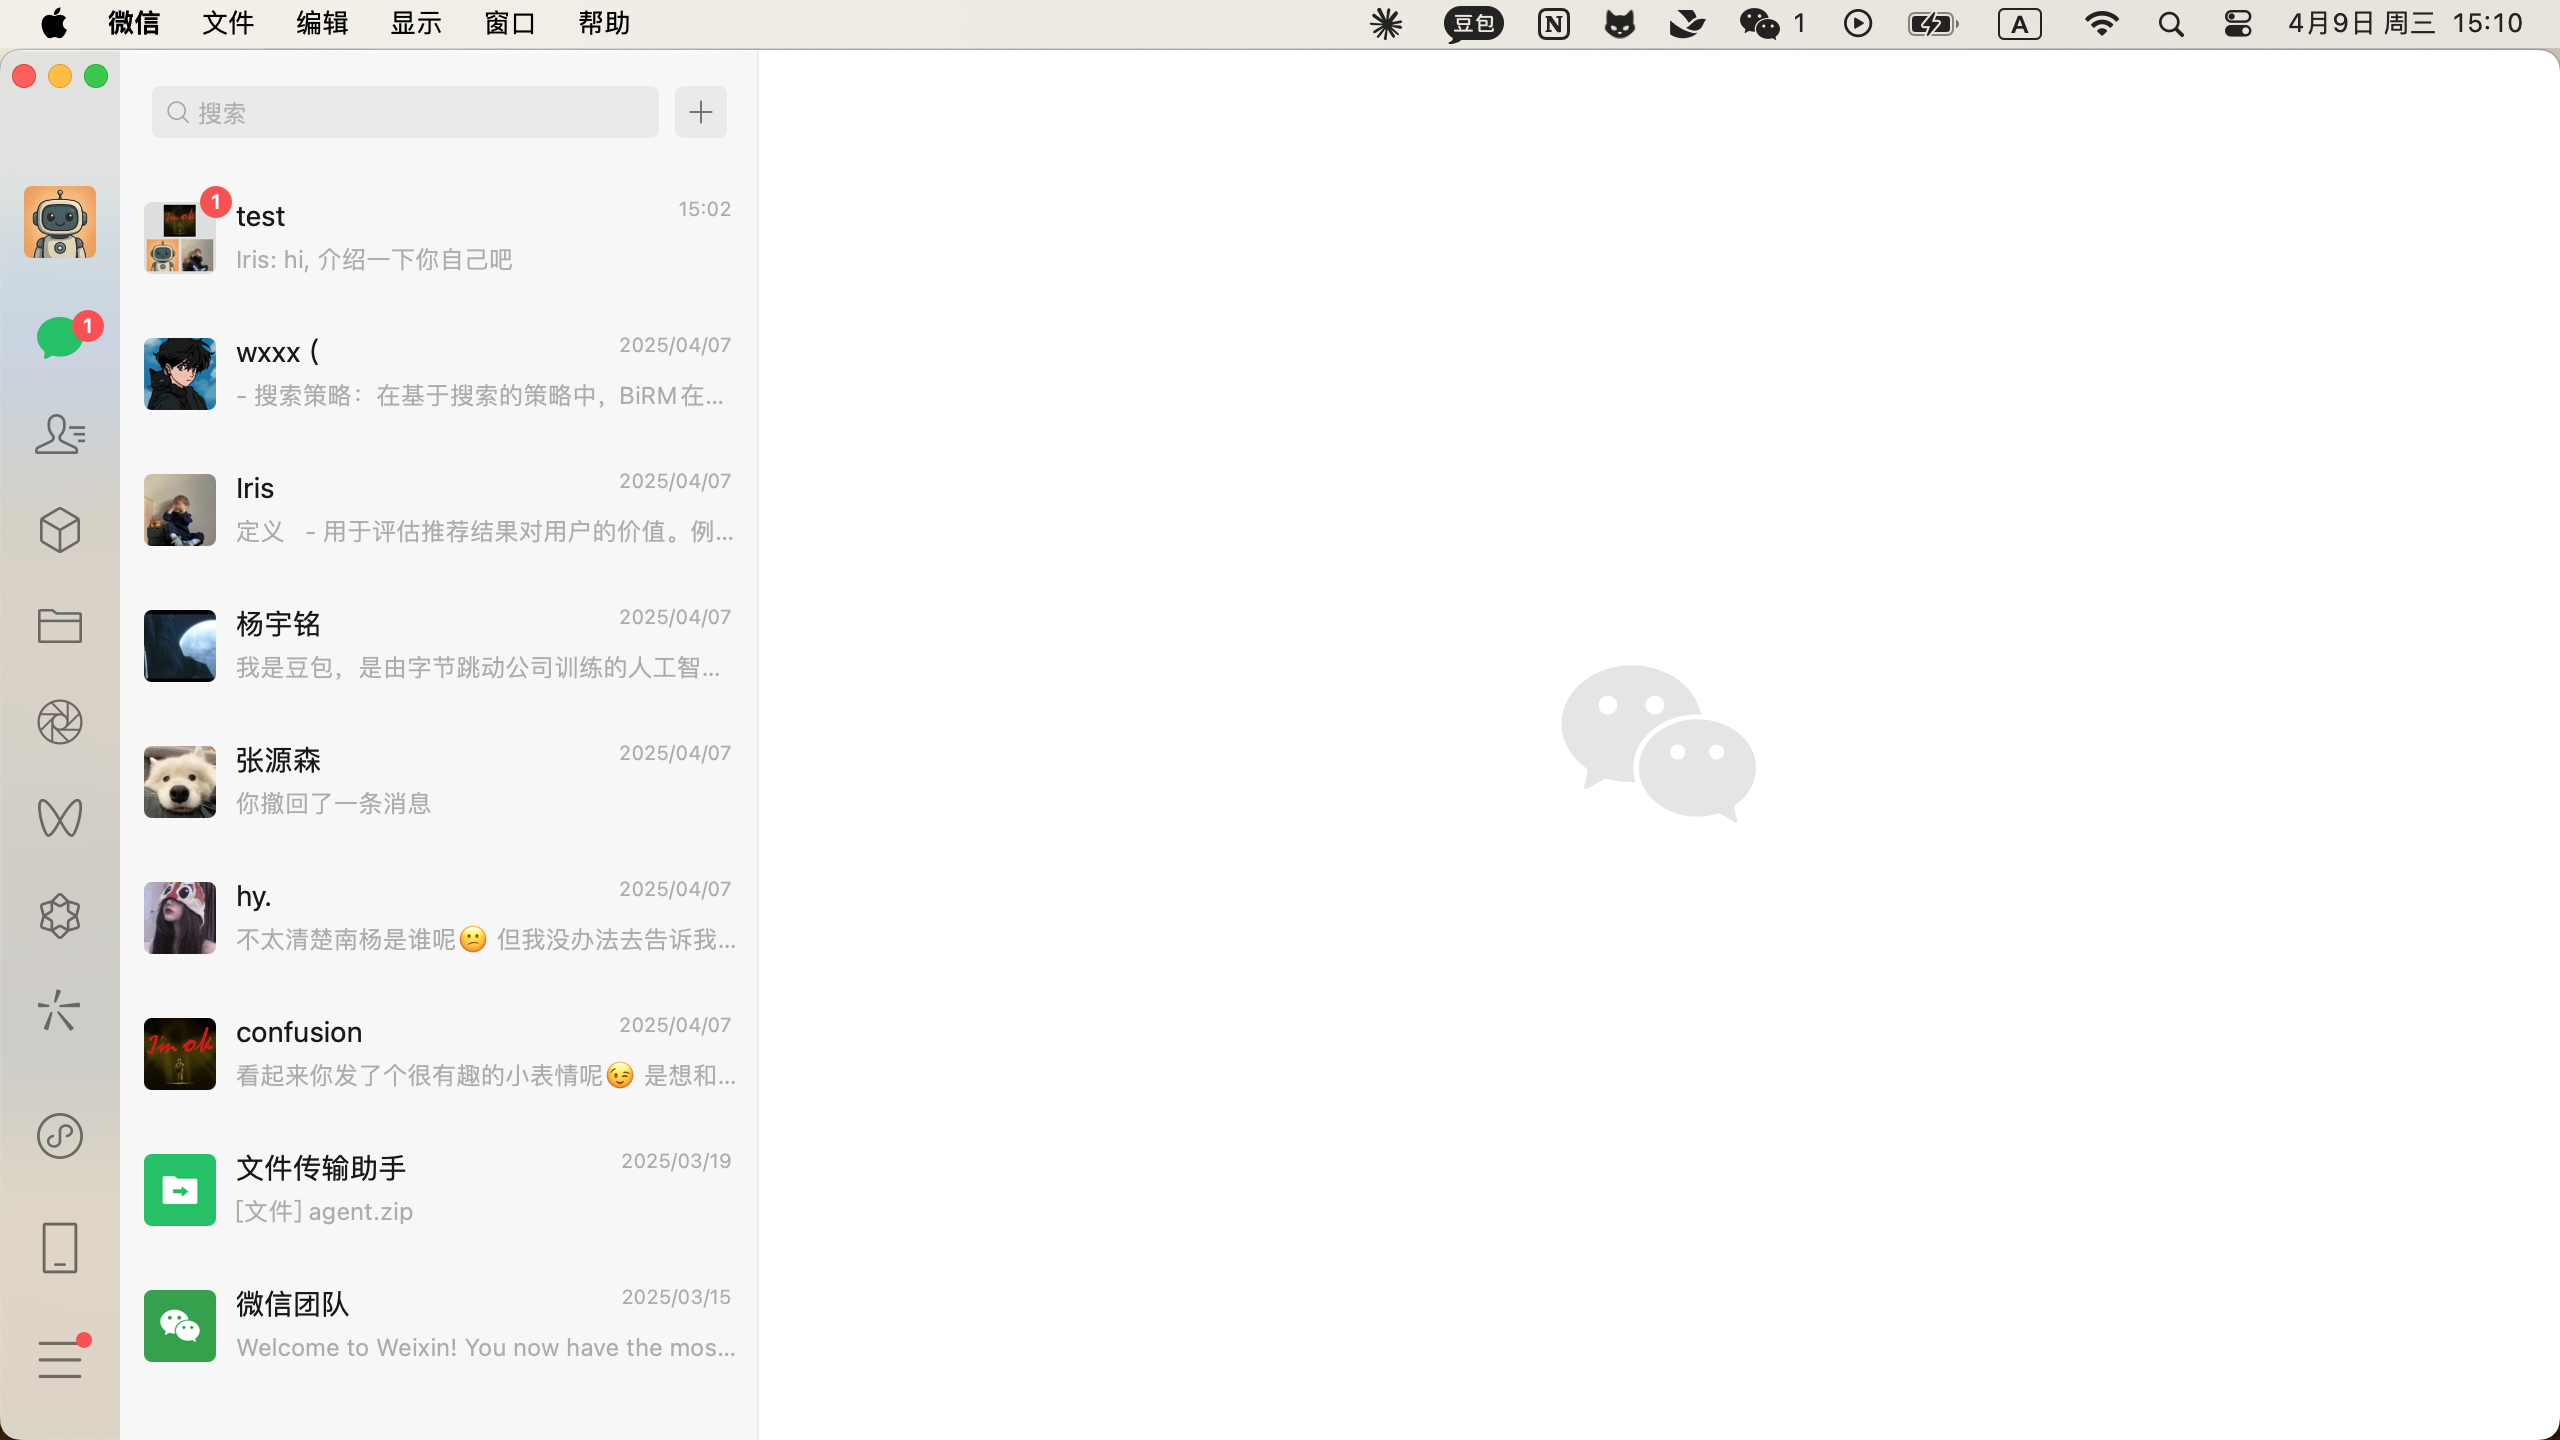 微信 文件 编辑 显示 窗口 帮助 豆包 N 1 A 4月9日 周三 15:10
搜索
1
test 15:02
Iris: hi, 介绍一下你自己吧
1
wxxx ( 2025/04/07
- 搜索策略：在基于搜索的策略中，BiRM在...
Iris 2025/04/07
定义 - 用于评估推荐结果对用户的价值。例...
杨宇铭 2025/04/07
我是豆包，是由字节跳动公司训练的人工智...
张源森 2025/04/07
你撤回了一条消息
hy. 2025/04/07
不太清楚南杨是谁呢😕 但我没办法去告诉我...
I'm ok
confusion 2025/04/07
看起来你发了个很有趣的小表情呢😉 是想和...
文件传输助手 2025/03/19
[文件] agent.zip
微信团队 2025/03/15
Welcome to Weixin! You now have the mos...